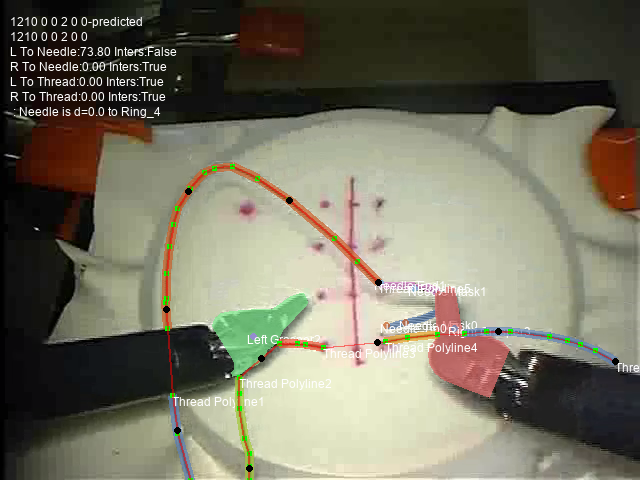 1210 0 0 2 0 0-predicted
1210 0 0 2 0 0
L To Needle:73.80 Inters:False
R To Needle:0.00 Inters:True
L To Thread:0.00 Inters:True
R To Thread:0.00 Inters:True
: Needle is d=0.0 to Ring_4
Mask1
Left Grasper2
Thread Polyline3
Thread Polyline4
Thread Polyline2
Thread Polyline1
Thre